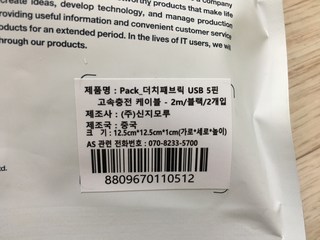 create ideas, develop technology, and manage production
providing useful information and convenient customer service
products for an extended period. In the lives of IT users, we will
through our products.
제품명 : Pack_더치패브릭 USB 5핀
고속충전 케이블 - 2m/블랙/2개입
제조사 : (주)신지모루
제조국 : 중국
크 기 : 12.5cm*12.5cm*1cm(가로*세로*높이)
AS 관련 전화번호 : 070-8233-5700
8809670110512